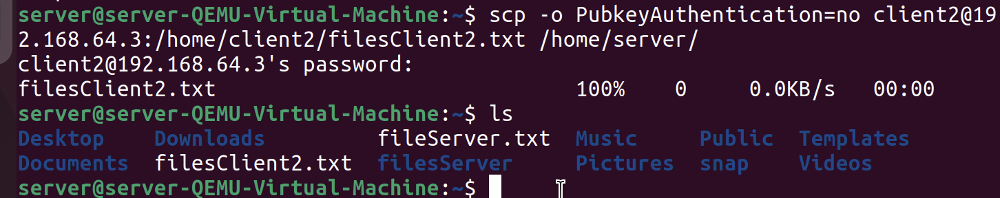 server@server-QEMU-Virtual-Machine:~$ scp -o PubkeyAuthentication=no client2@19
2.168.64.3:/home/client2/filesClient2.txt /home/server/
client2@192.168.64.3's password:
filesClient2.txt 100% 0 0.0KB/s 00:00
server@server-QEMU-Virtual-Machine:~$ ls
Desktop Downloads fileServer.txt Music Public Templates
Documents filesClient2.txt filesServer Pictures snap Videos
server@server-QEMU-Virtual-Machine:~$